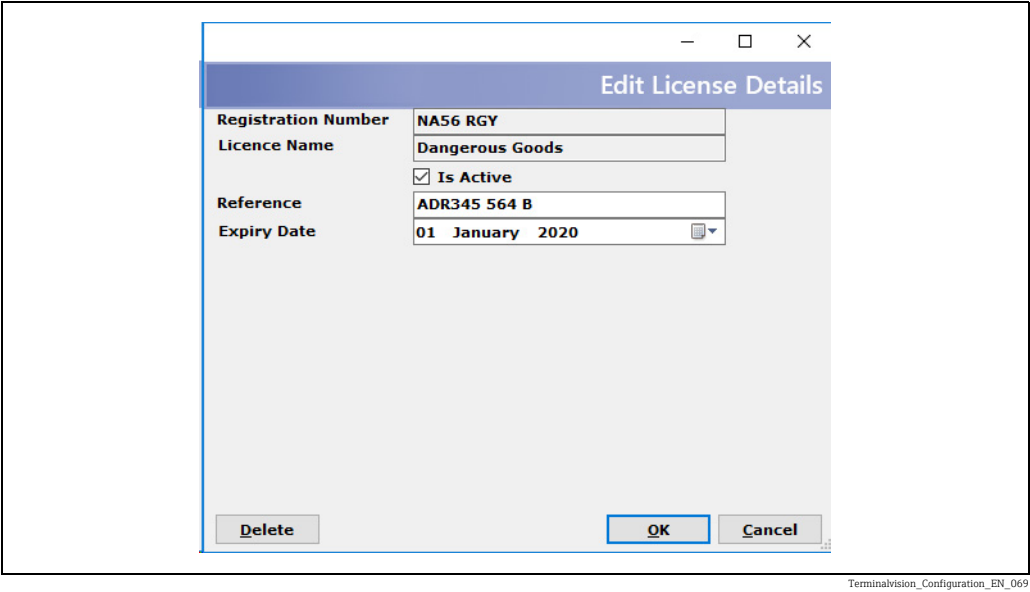 Edit License Details
Registration Number NA56 RGY
Licence Name Dangerous Goods
Is Active
Reference ADR345 564 B
Expiry Date 01 January 2020
Delete OK Cancel
Terminalvision_Configuration_EN_069